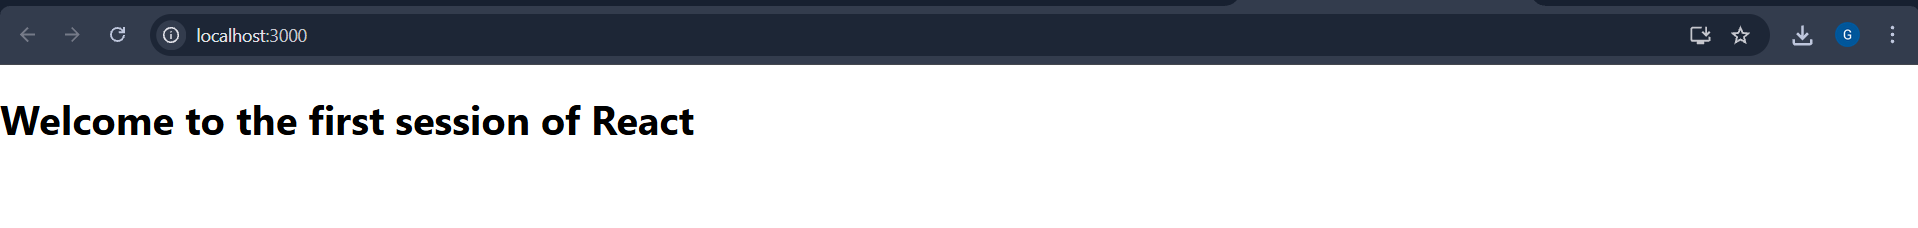 localhost:3000
G
Welcome to the first session of React